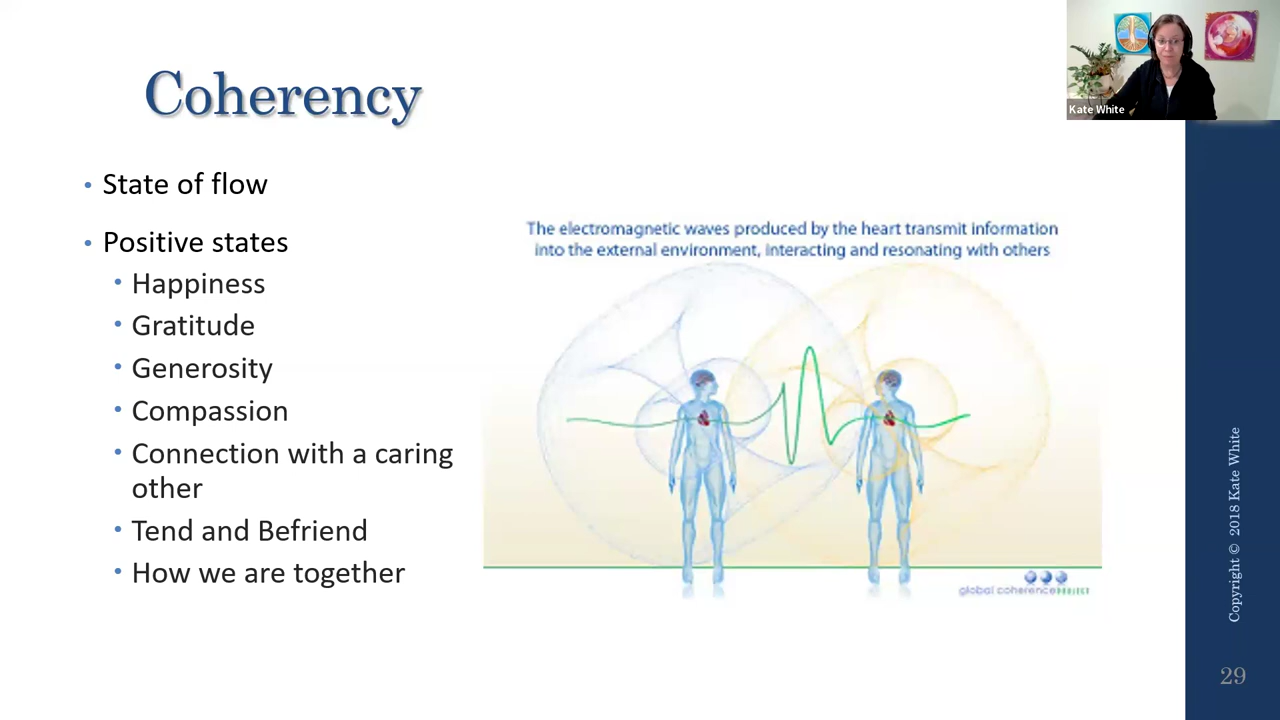 Coherency
Kate White
• State of flow
• Positive states
• Happiness
• Gratitude
• Generosity
• Compassion
• Connection with a caring
other
• Tend and Befriend
• How we are together
The electromagnetic waves produced by the heart transmit information
into the external environment, interacting and resonating with others
global coherencePROJECT
Copyright © 2018 Kate White
29